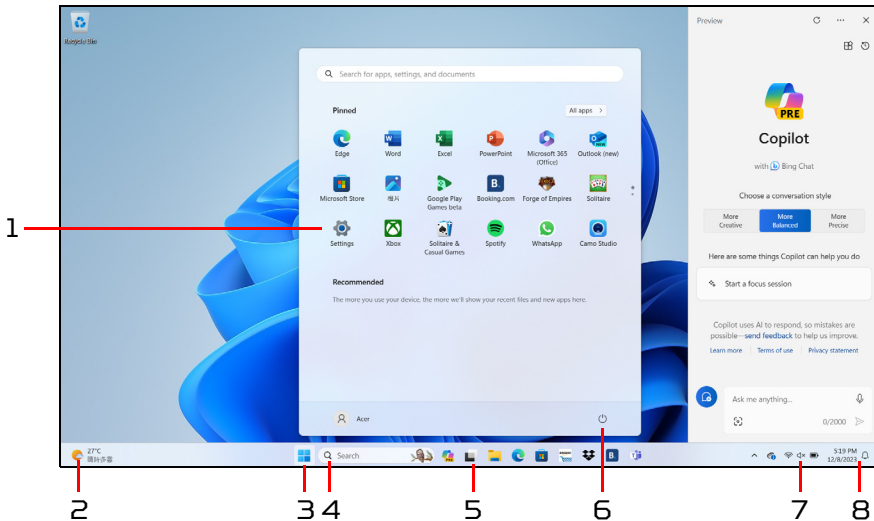 Recycle Bin
Search for apps, settings, and documents
Pinned
All apps >
Edge
Word
Excel
PowerPoint
Microsoft 365
(Office)
Outlook (new)
Microsoft Store
相片
Google Play
Games beta
Booking.com
Forge of Empires
Solitaire
Settings
Xbox
Solitaire &
Casual Games
Spotify
WhatsApp
Camo Studio
Recommended
The more you use your device, the more we'll show your recent files and new apps here.
Acer
Preview
PRE
Copilot
with b Bing Chat
Choose a conversation style
More
Creative
More
Balanced
More
Precise
Here are some things Copilot can help you do
Start a focus session
Copilot uses AI to respond, so mistakes are
possible—send feedback to help us improve.
Learn more
Terms of use
Privacy statement
Ask me anything...
0/2000
27°C
晴時多雲
Search
B.
5:19 PM
12/8/2023
1
2
3
4
5
6
7
8